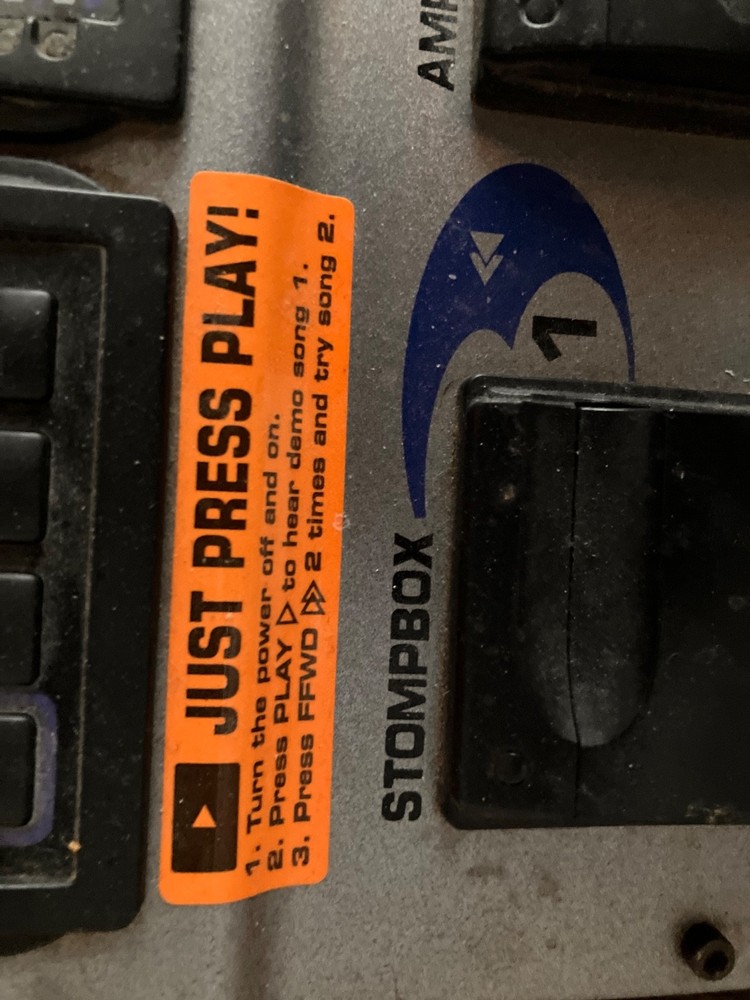 JUST PRESS PLAY!
1. Turn the power off and on.
2. Press PLAY ▷ to hear demo song 1.
3. Press FFWD ▷▷ 2 times and try song 2.
STOMPBOX
1